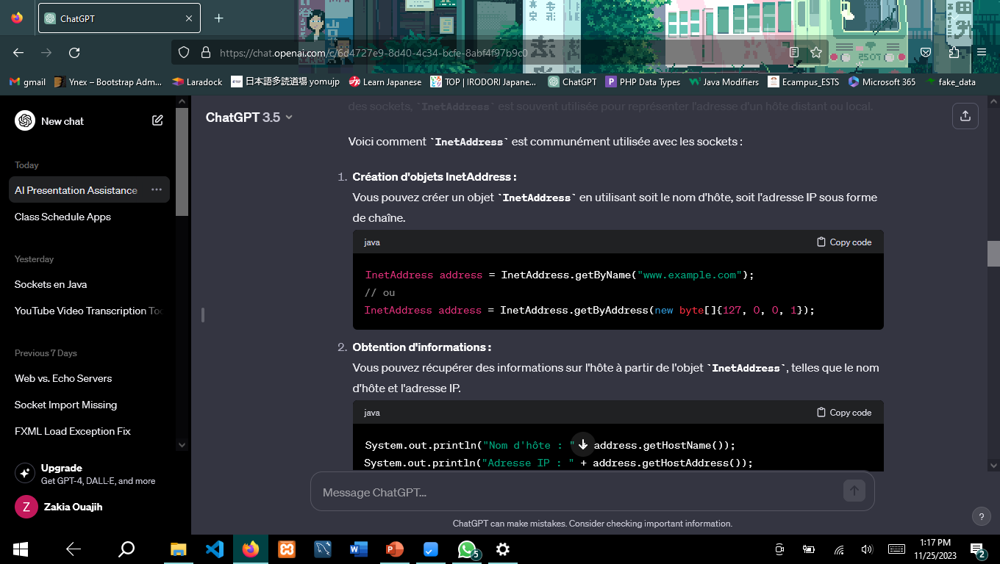 ChatGPT
https://chat.openai.com/c/6d4727e9-8d40-4c34-bcfe-8abf4f97b9c0
gmail
Ynex – Bootstrap Adm...
Laradock
日本語多読道場 yomujp
Learn Japanese
TOP | IRODORI Japane...
ChatGPT
PHP Data Types
Java Modifiers
Ecampus_ESTS
Microsoft 365
fake_data
New chat
Today
AI Presentation Assistance
Class Schedule Apps
Yesterday
Sockets en Java
YouTube Video Transcription Too
Previous 7 Days
Web vs. Echo Servers
Socket Import Missing
FXML Load Exception Fix
Upgrade
Get GPT-4, DALL·E, and more
Z
Zakia Ouajih
ChatGPT 3.5
des sockets, `InetAddress` est souvent utilisée pour représenter l'adresse d'un hôte distant ou local.
Voici comment `InetAddress` est communément utilisée avec les sockets :
1. Création d'objets InetAddress :
Vous pouvez créer un objet `InetAddress` en utilisant soit le nom d'hôte, soit l'adresse IP sous forme
de chaîne.
java
Copy code
InetAddress address = InetAddress.getByName("www.example.com");
// ou
InetAddress address = InetAddress.getByAddress(new byte[]{127, 0, 0, 1});
2. Obtention d'informations :
Vous pouvez récupérer des informations sur l'hôte à partir de l'objet `InetAddress`, telles que le nom
d'hôte et l'adresse IP.
java
Copy code
System.out.println("Nom d'hôte : " address.getHostName());
System.out.println("Adresse IP : " + address.getHostAddress());
Message ChatGPT...
ChatGPT can make mistakes. Consider checking important information.
?
5
1:17 PM
11/25/2023
2